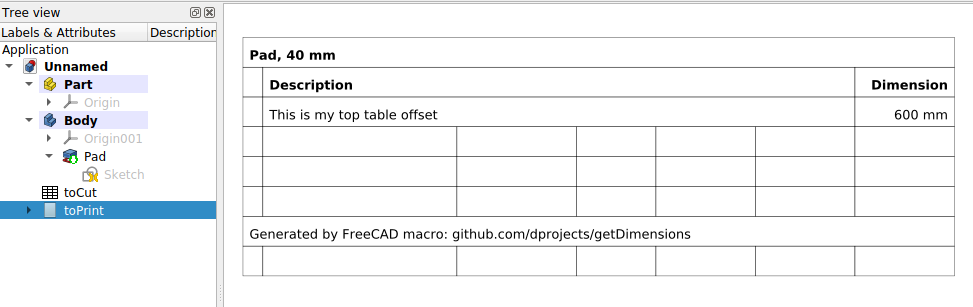 Tree view
Labels & Attributes Description
Application
Unnamed
Part
Origin
Body
Origin001
Pad
Sketch
toCut
toPrint
Pad, 40 mm
Description Dimension
This is my top table offset 600 mm
Generated by FreeCAD macro: github.com/dprojects/getDimensions